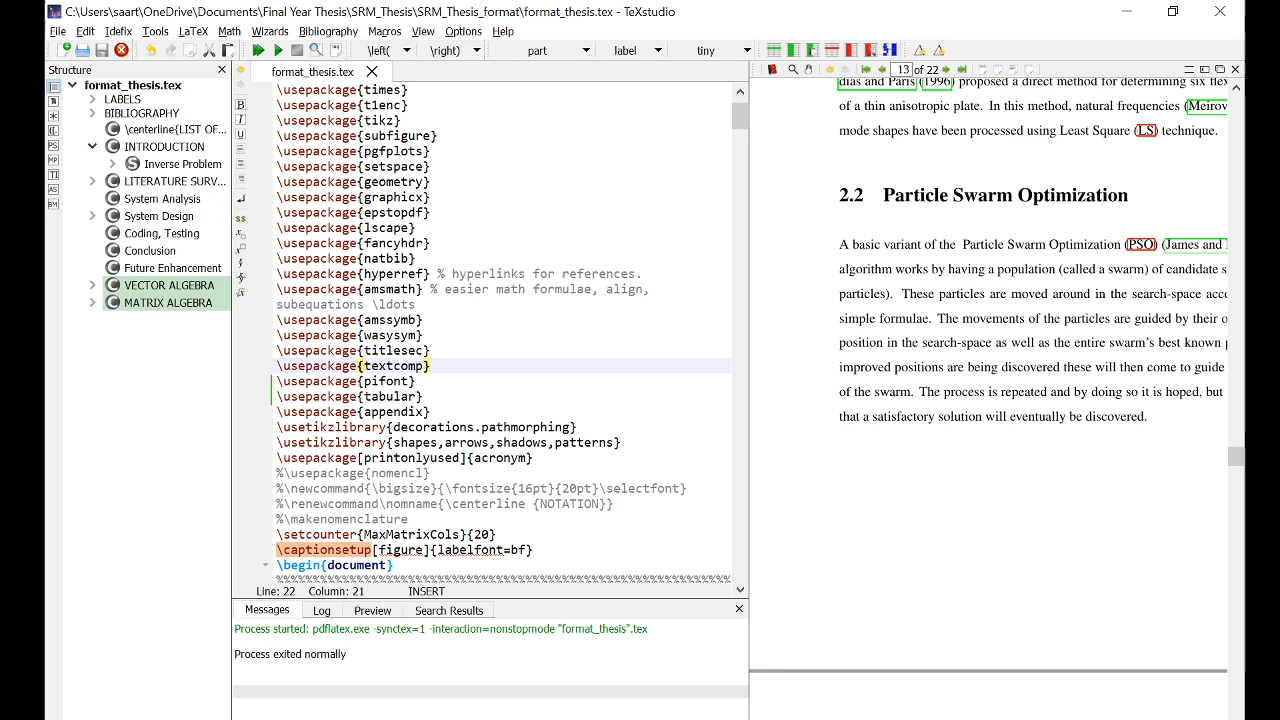 C:\Users\saart\OneDrive\Documents\Final Year Thesis\SRM_Thesis\SRM_Thesis_Format\format_thesis.tex - TeXstudio
File Edit Idefix Tools LaTeX Math Wizards Bibliography Macros View Options Help
\left( \right) part label tiny
Structure
format_thesis.tex
LABELS
BIBLIOGRAPHY
\centerline{LIST OF...
INTRODUCTION
Inverse Problem
LITERATURE SURV...
System Analysis
System Design
Coding, Testing
Conclusion
Future Enhancement
VECTOR ALGEBRA
MATRIX ALGEBRA
format_thesis.tex
\usepackage{times}
\usepackage{t1enc}
\usepackage{tikz}
\usepackage{subfigure}
\usepackage{pgfplots}
\usepackage{setspace}
\usepackage{geometry}
\usepackage{graphicx}
\usepackage{epstopdf}
\usepackage{lscape}
\usepackage{fancyhdr}
\usepackage{natbib}
\usepackage{hyperref} % hyperlinks for references.
\usepackage{amsmath} % easier math formulae, align,
subequations \ldots
\usepackage{amssymb}
\usepackage{wasysym}
\usepackage{titlesec}
\usepackage{textcomp}
\usepackage{pifont}
\usepackage{tabular}
\usepackage{appendix}
\usetikzlibrary{decorations.pathmorphing}
\usetikzlibrary{shapes,arrows,shadows,patterns}
\usepackage[printonlyused]{acronym}
%\usepackage{nomencl}
%\newcommand{\bigsize}{\fontsize{16pt}{20pt}\selectfont}
%\renewcommand\nomname{\centerline {NOTATION}}
%\makenomenclature
\setcounter{MaxMatrixCols}{20}
\captionsetup[figure]{labelfont=bf}
\begin{document}
Line: 22 Column: 21 INSERT
Messages Log Preview Search Results
Process started: pdflatex.exe -synctex=1 -interaction=nonstopmode "format_thesis".tex
Process exited normally
13 of 22
and Paris (1996) proposed a direct method for determining six
of a thin anisotropic plate. In this method, natural frequencies (Meirov
mode shapes have been processed using Least Square (LS) technique.
2.2 Particle Swarm Optimization
A basic variant of the Particle Swarm Optimization (PSO) (James and
algorithm works by having a population (called a swarm) of candidate s
particles). These particles are moved around in the search-space acco
simple formulae. The movements of the particles are guided by their o
position in the search-space as well as the entire swarm's best known
improved positions are being discovered these will then come to guide
of the swarm. The process is repeated and by doing so it is hoped, but
that a satisfactory solution will eventually be discovered.